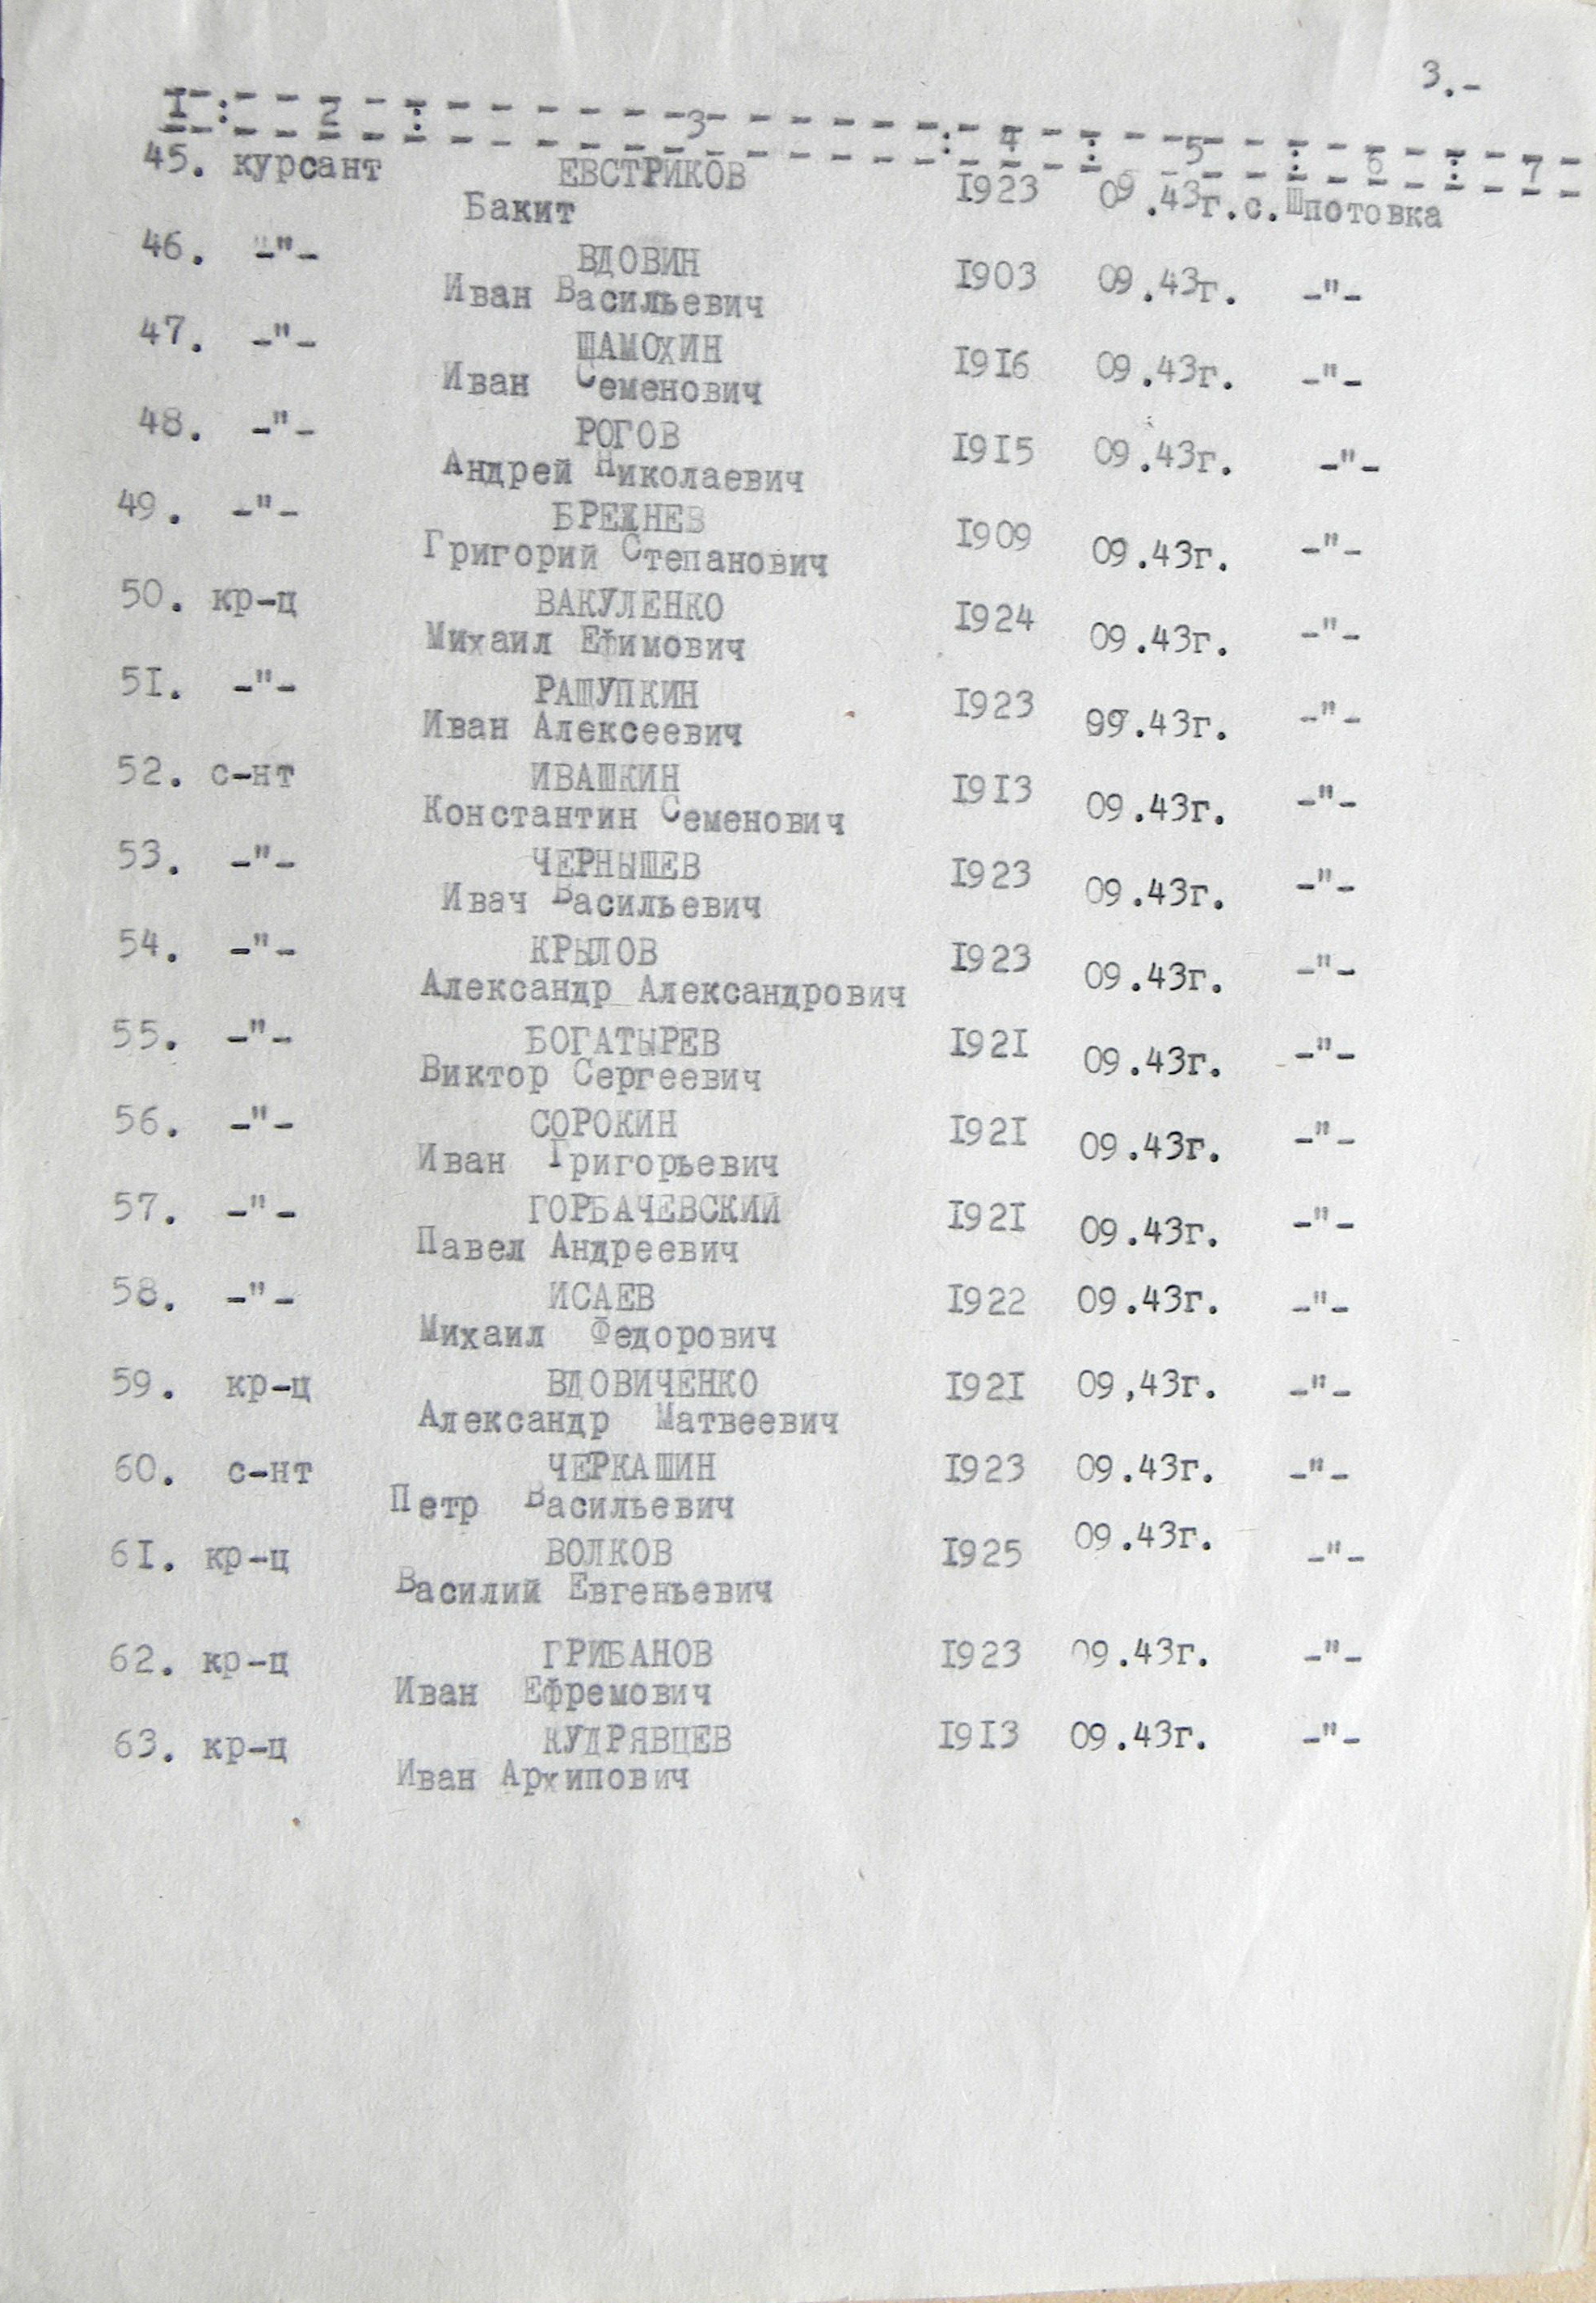 3.-
I : 2 : 3 : 4 : 5 : 6 : 7
45. курсант ЕВСТРИКОВ 1923 09.43г.с.Шпотовка
Бакит
46. -"- ВДОВИН 1903 09.43г. -"-
Иван Васильевич
47. -"- ШАМОХИН 1916 09.43г. -"-
Иван Семенович
48. -"- РОГОВ 1915 09.43г. -"-
Андрей Николаевич
49. -"- БРЕЖНЕВ 1909 09.43г. -"-
Григорий Степанович
50. кр-ц ВАКУЛЕНКО 1924 09.43г. -"-
Михаил Ефимович
51. -"- РАЩУПКИН 1923 09.43г. -"-
Иван Алексеевич
52. с-нт ИВАШКИН 1913 09.43г. -"-
Константин Семенович
53. -"- ЧЕРНЫШЕВ 1923 09.43г. -"-
Ивач Васильевич
54. -"- КРЫЛОВ 1923 09.43г. -"-
Александр Александрович
55. -"- БОГАТЫРЕВ 1921 09.43г. -"-
Виктор Сергеевич
56. -"- СОРОКИН 1921 09.43г. -"-
Иван Григорьевич
57. -"- ГОРБАЧЕВСКИЙ 1921 09.43г. -"-
Павел Андреевич
58. -"- ИСАЕВ 1922 09.43г. -"-
Михаил Федорович
59. кр-ц ВДОВИЧЕНКО 1921 09,43г. -"-
Александр Матвеевич
60. с-нт ЧЕРКАШИН 1923 09.43г. -"-
Петр Васильевич
61. кр-ц ВОЛКОВ 1925 09.43г. -"-
Василий Евгеньевич
62. кр-ц ГРИБАНОВ 1923 09.43г. -"-
Иван Ефремович
63. кр-ц КУДРЯВЦЕВ 1913 09.43г. -"-
Иван Архипович